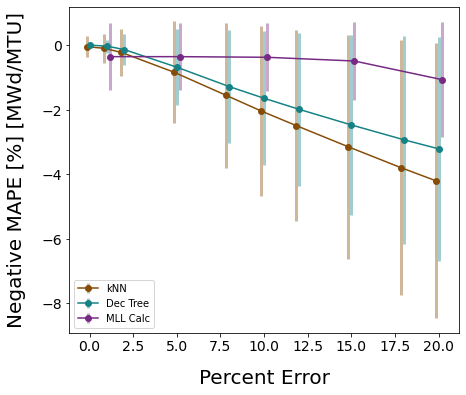 Negative MAPE [%] [MWd/MTU]
0
−2
−4
−6
−8
kNN
Dec Tree
MLL Calc
0.0 2.5 5.0 7.5 10.0 12.5 15.0 17.5 20.0
Percent Error